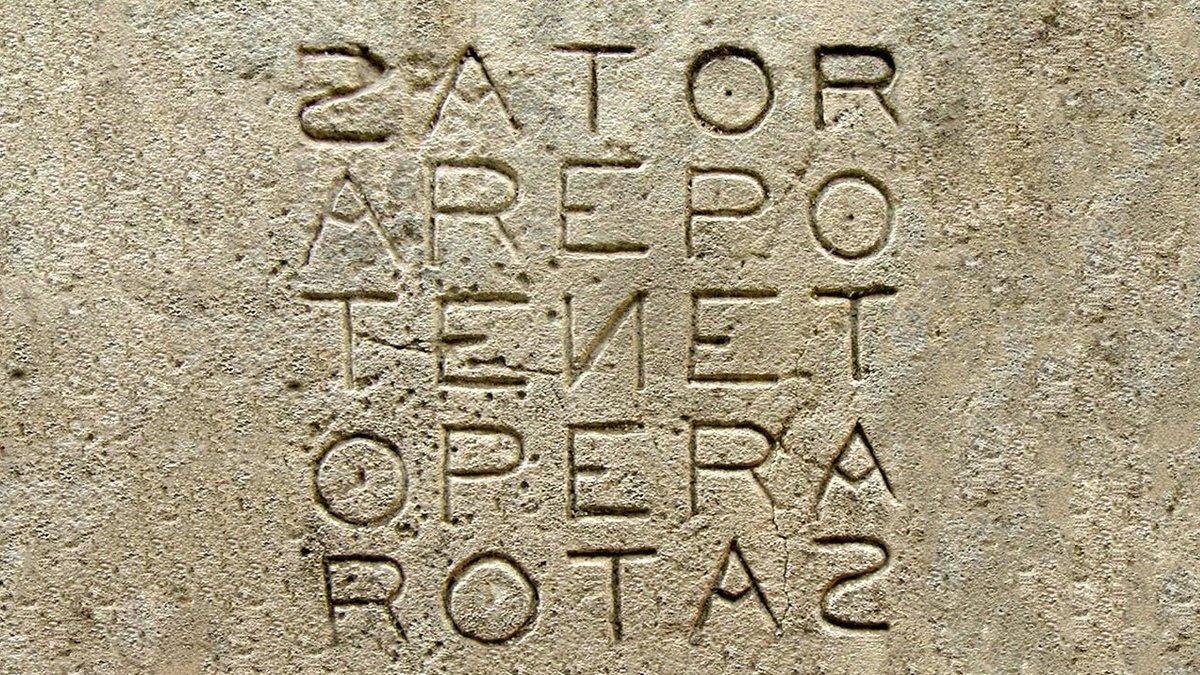 SATOR
AREPO
TENET
OPERA
ROTAS